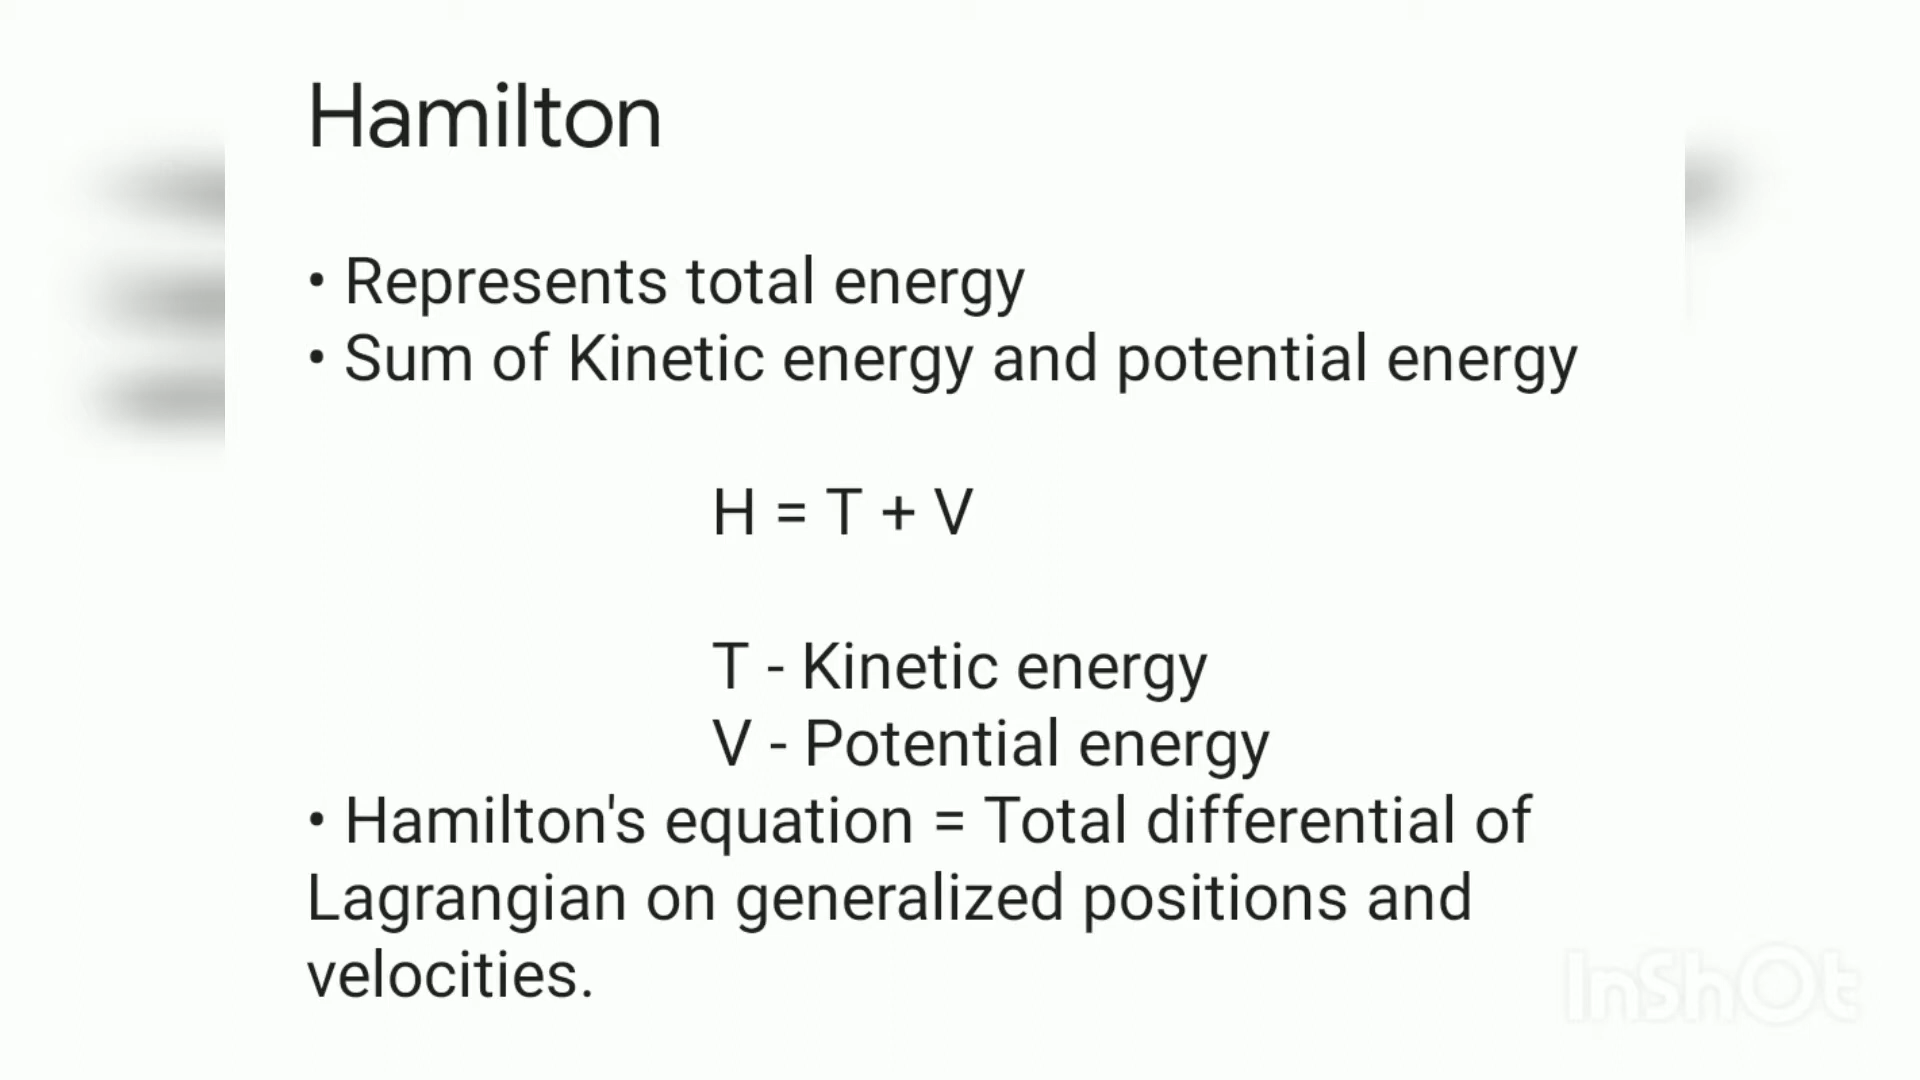 Hamilton
• Represents total energy
• Sum of Kinetic energy and potential energy
H = T + V
T - Kinetic energy
V - Potential energy
• Hamilton's equation = Total differential of
Lagrangian on generalized positions and
velocities.
InShOt